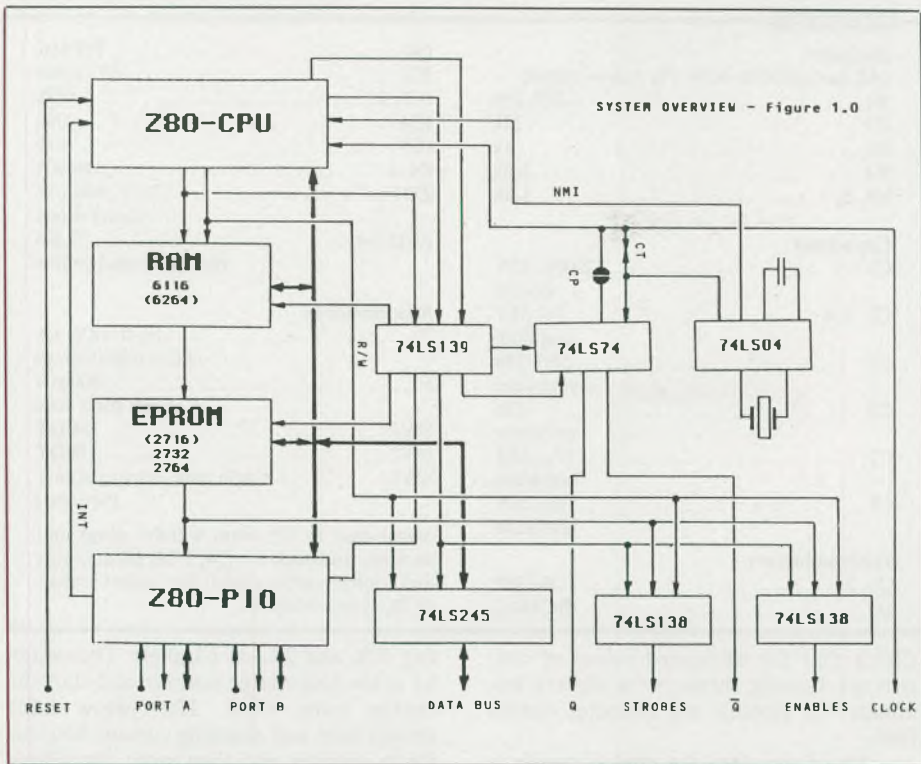 SYSTEM OVERVIEW - Figure 1.0
Z80-CPU
NMI
CT
CP
RAM
6116
(6264)
R/W
74LS139
74LS74
74LS04
EPROM
(2716)
2732
2764
INT
Z80-PIO
74LS245
74LS138
74LS138
RESET
PORT A
PORT B
DATA BUS
Q
STROBES
Q
ENABLES
CLOCK